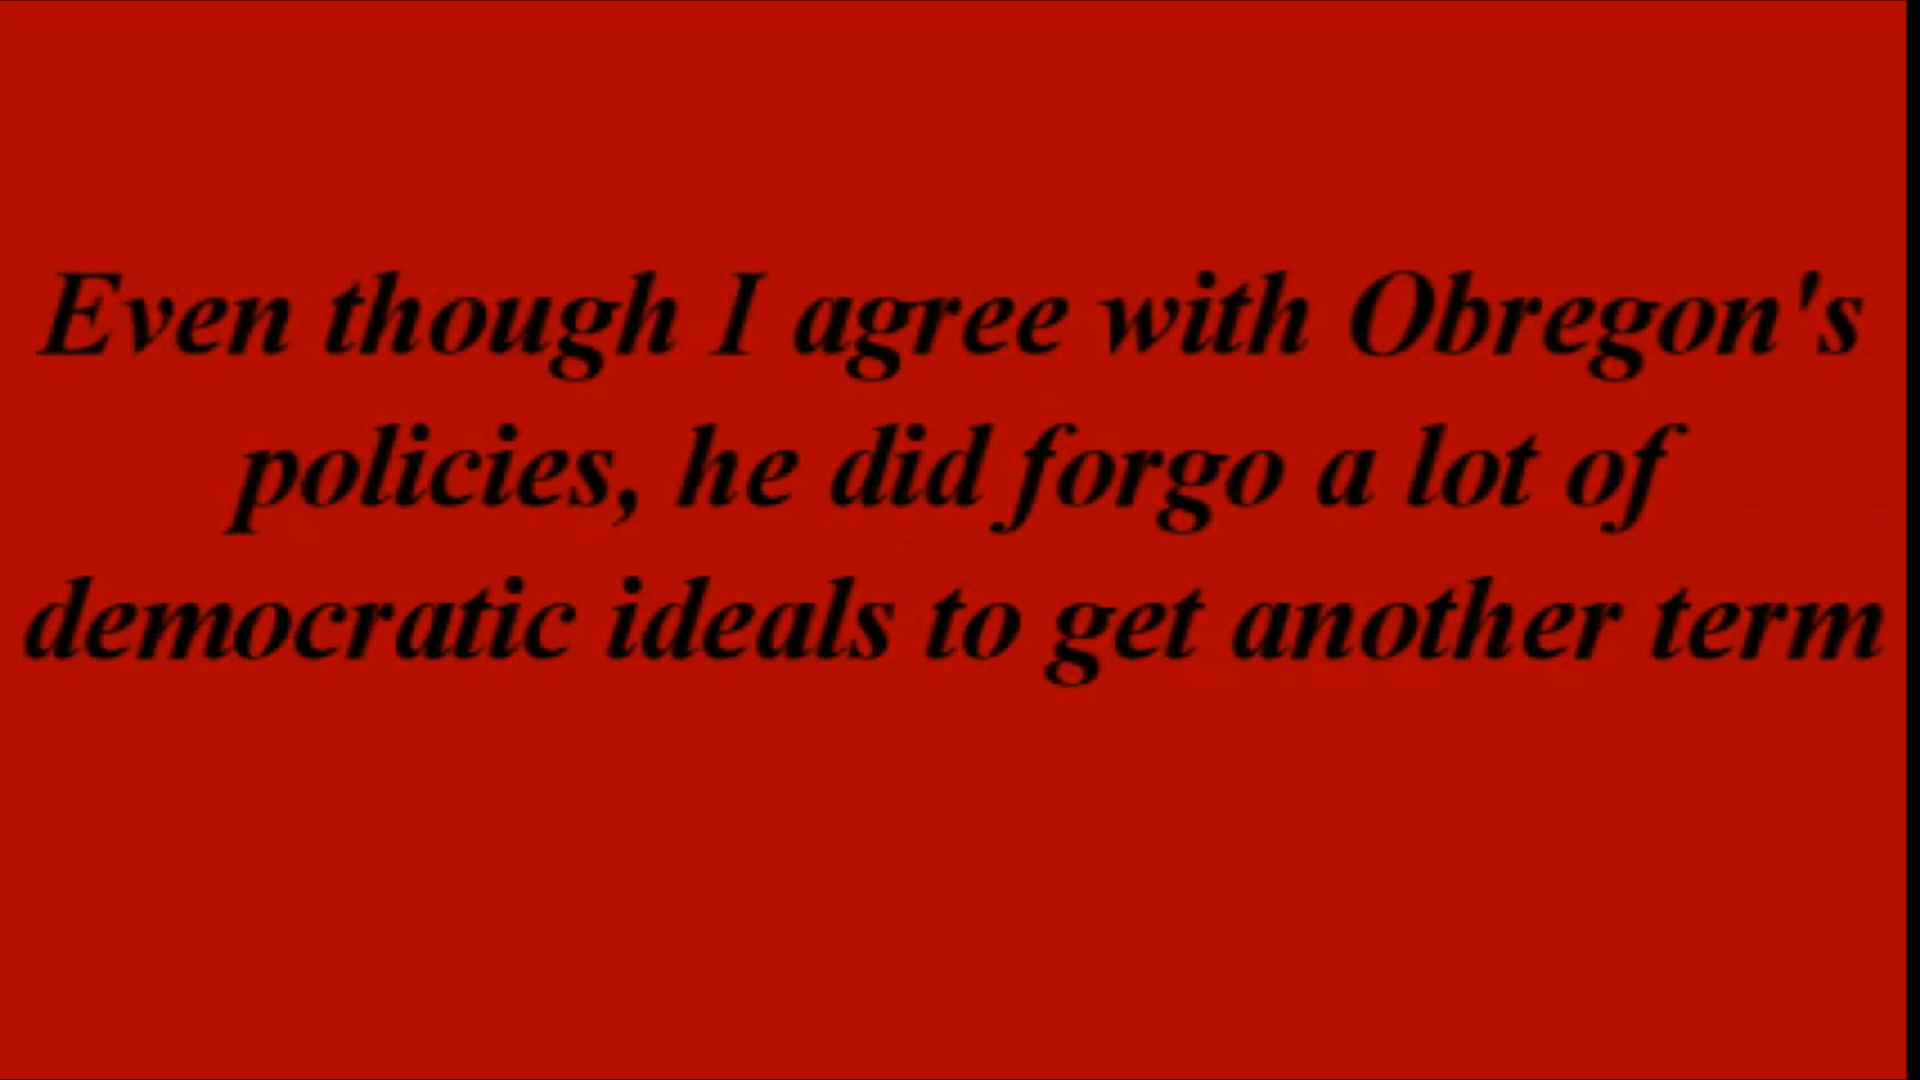 Even though I agree with Obregon's
policies, he did forgo a lot of
democratic ideals to get another term